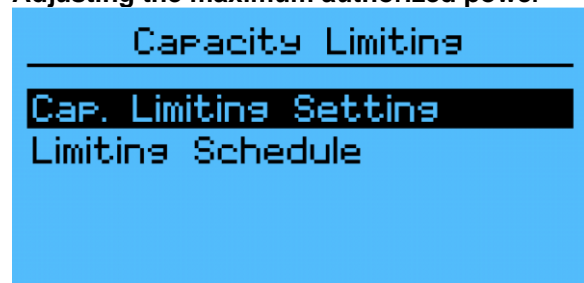 Adjusting the maximum authorized power
Capacity Limiting
Cap. Limiting Setting
Limiting Schedule